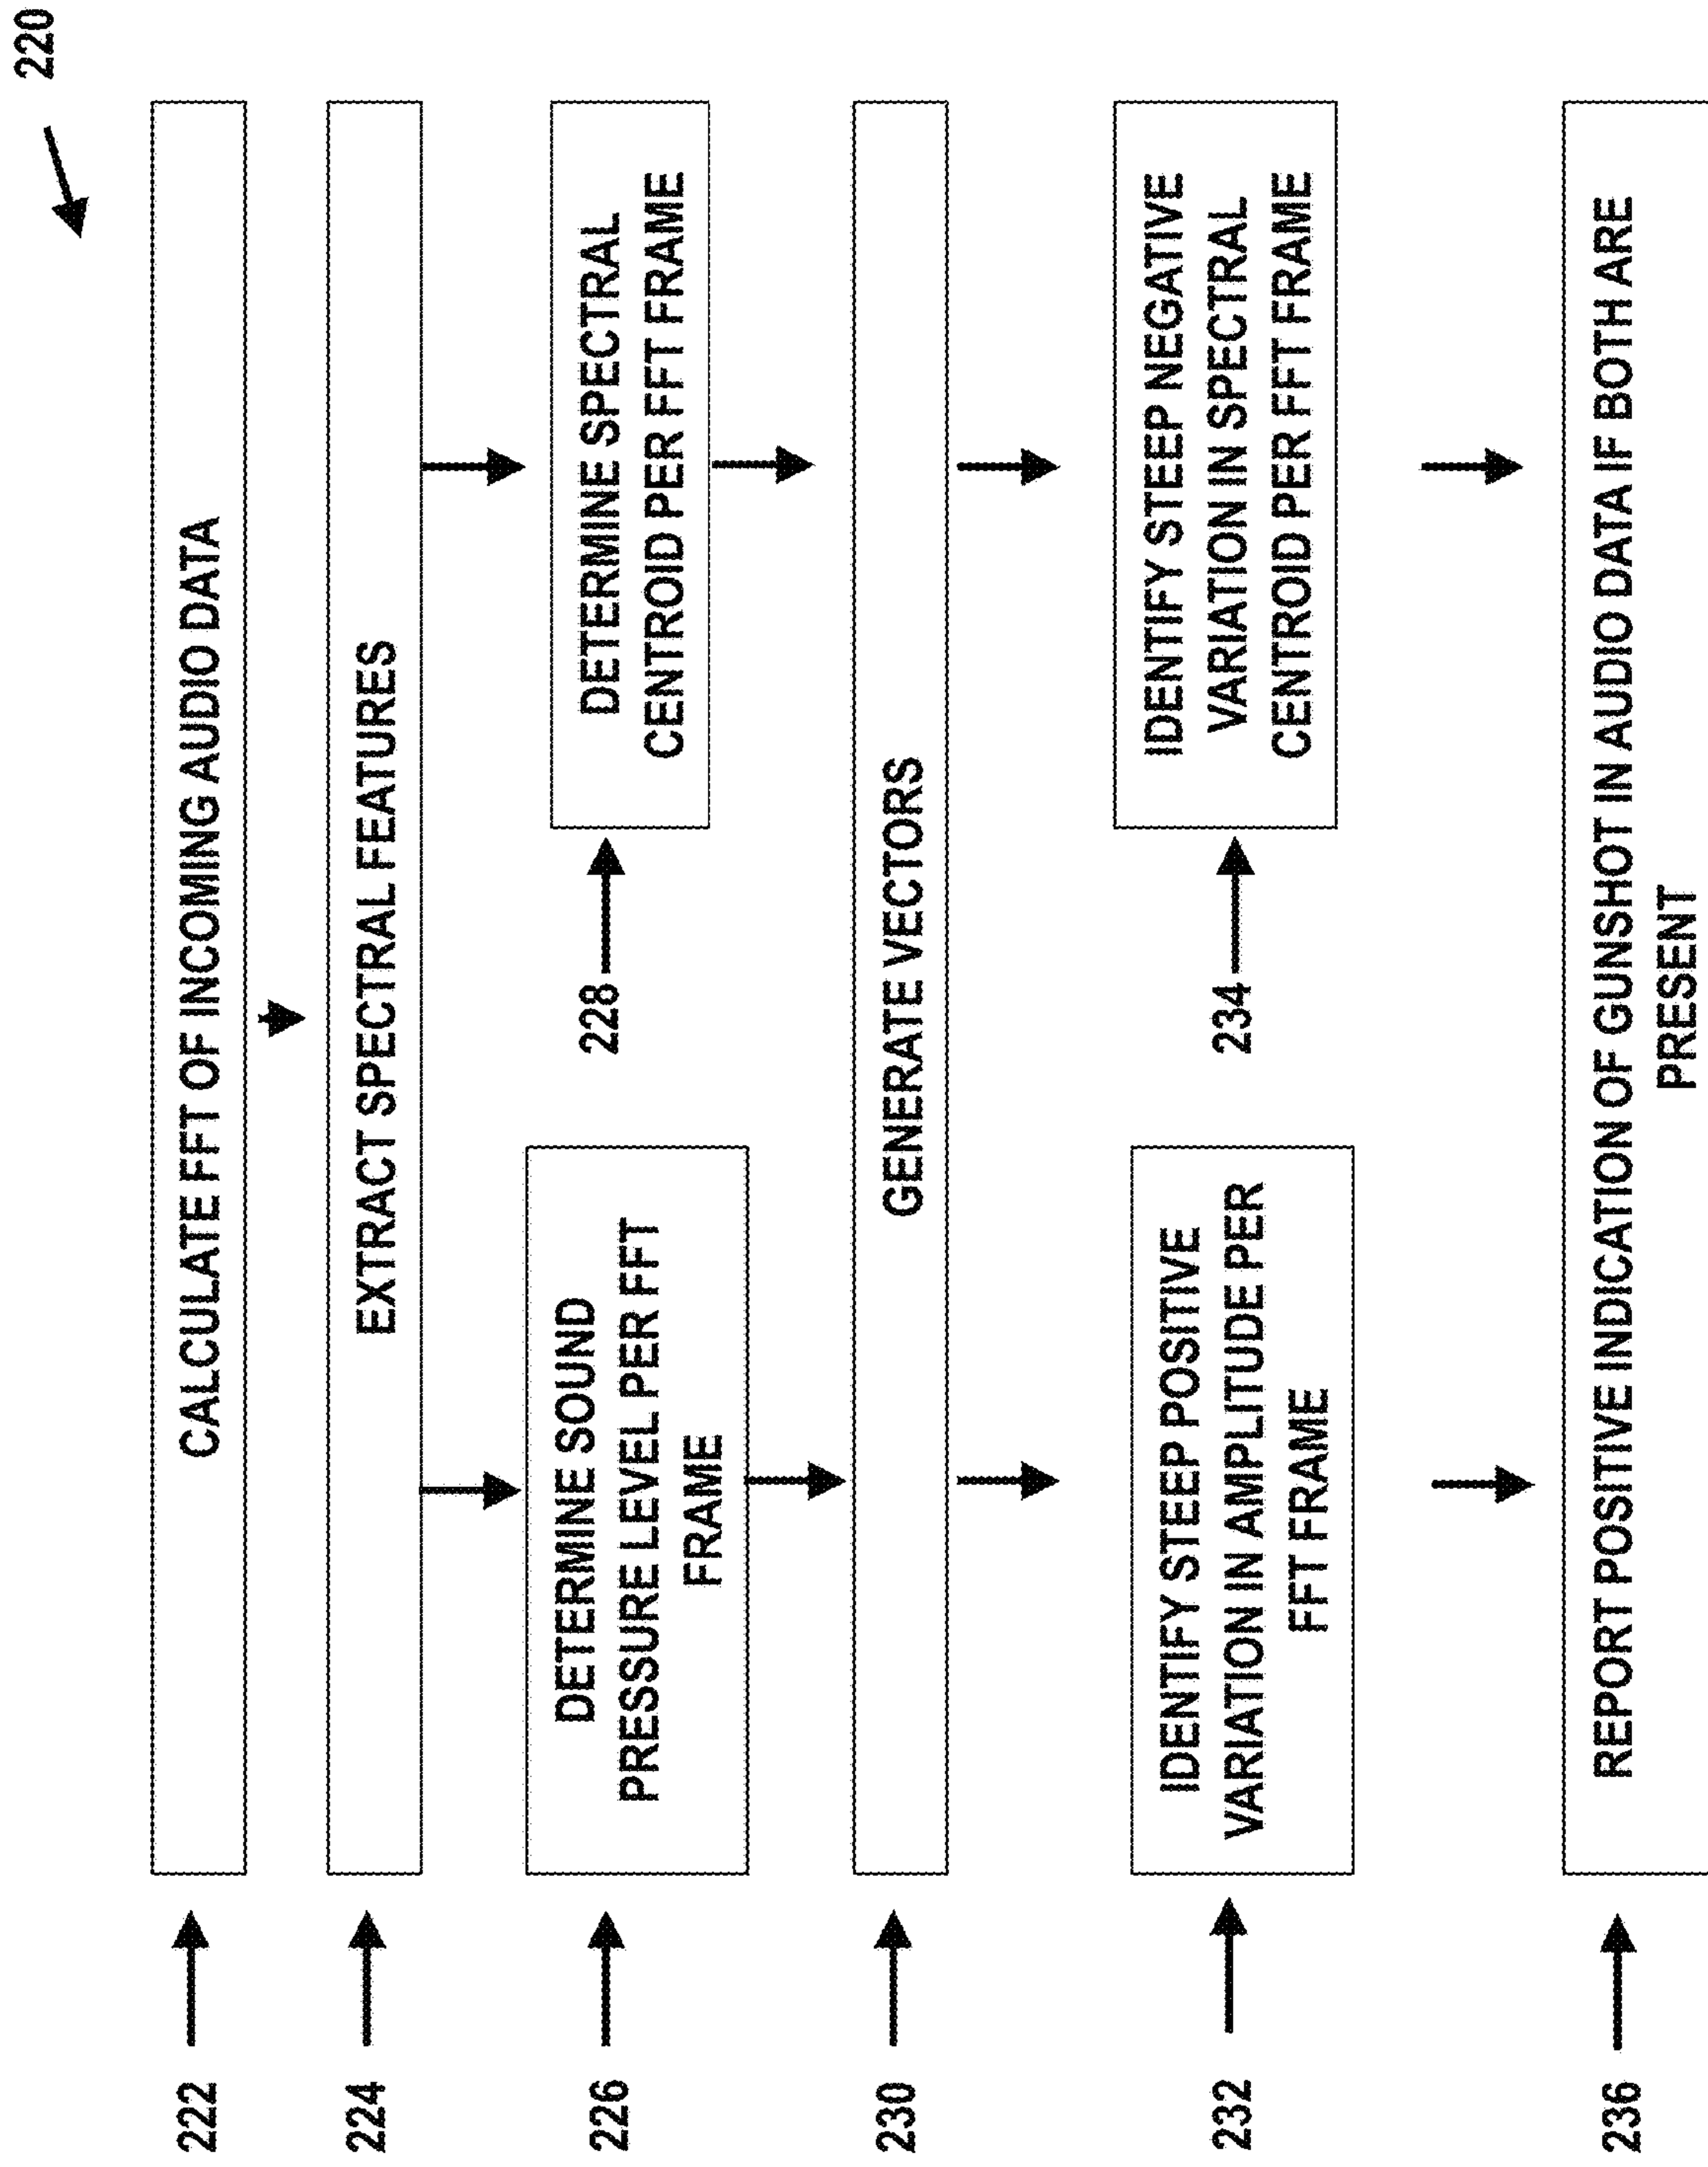 220
222
CALCULATE FFT OF INCOMING AUDIO DATA
224
EXTRACT SPECTRAL FEATURES
226
DETERMINE SOUND
PRESSURE LEVEL PER FFT
FRAME
228
DETERMINE SPECTRAL
CENTROID PER FFT FRAME
230
GENERATE VECTORS
232
IDENTIFY STEEP POSITIVE
VARIATION IN AMPLITUDE PER
FFT FRAME
234
IDENTIFY STEEP NEGATIVE
VARIATION IN SPECTRAL
CENTROID PER FFT FRAME
236
REPORT POSITIVE INDICATION OF GUNSHOT IN AUDIO DATA IF BOTH ARE
PRESENT